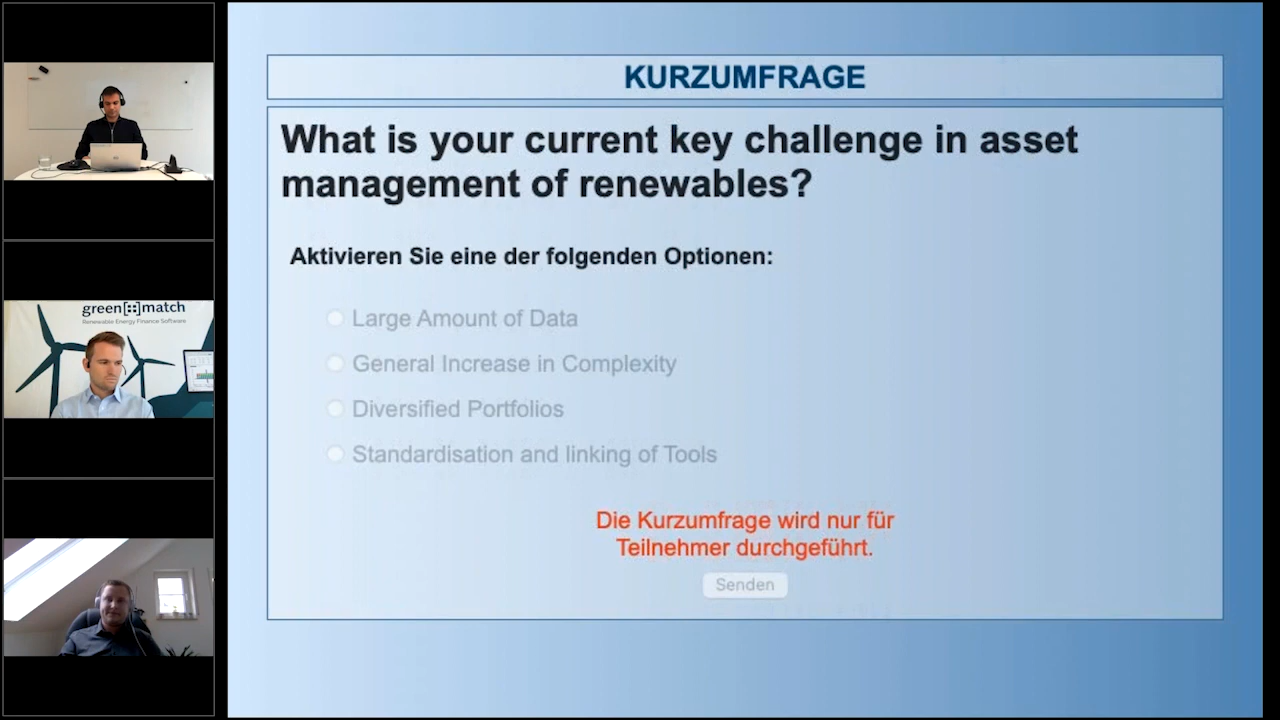 green[::]match
Renewable Energy Finance Software
KURZUMFRAGE
What is your current key challenge in asset
management of renewables?
Aktivieren Sie eine der folgenden Optionen:
Large Amount of Data
General Increase in Complexity
Diversified Portfolios
Standardisation and linking of Tools
Die Kurzumfrage wird nur für
Teilnehmer durchgeführt.
Senden